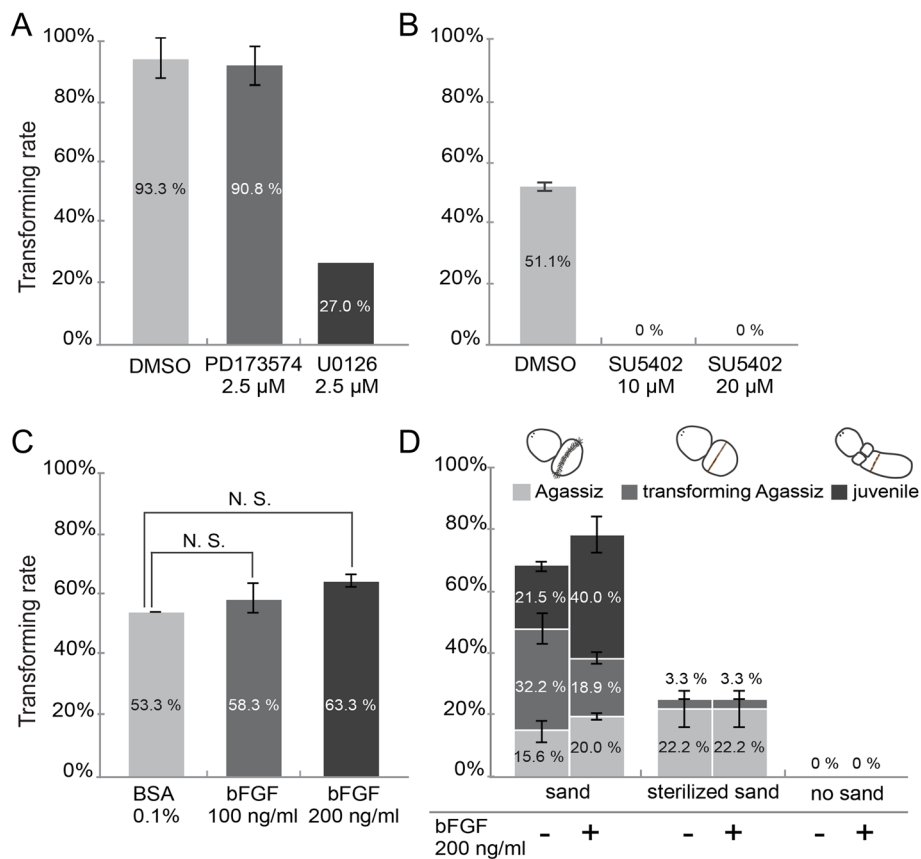 A
Transforming rate
100%
80%
60%
40%
20%
0%
93.3 %
90.8 %
27.0 %
DMSO
PD173574
2.5 µM
U0126
2.5 µM
B
100%
80%
60%
40%
20%
0%
51.1%
0 %
0 %
DMSO
SU5402
10 µM
SU5402
20 µM
C
Transforming rate
100%
80%
60%
40%
20%
0%
N. S.
N. S.
53.3 %
58.3 %
63.3 %
BSA
0.1%
bFGF
100 ng/ml
bFGF
200 ng/ml
D
Agassiz
transforming Agassiz
juvenile
100%
80%
60%
40%
20%
0%
21.5 %
40.0 %
32.2 %
18.9 %
15.6 %
20.0 %
3.3 %
3.3 %
22.2 %
22.2 %
0 %
0 %
sand
sterilized sand
no sand
bFGF
200 ng/ml
- + - + - +